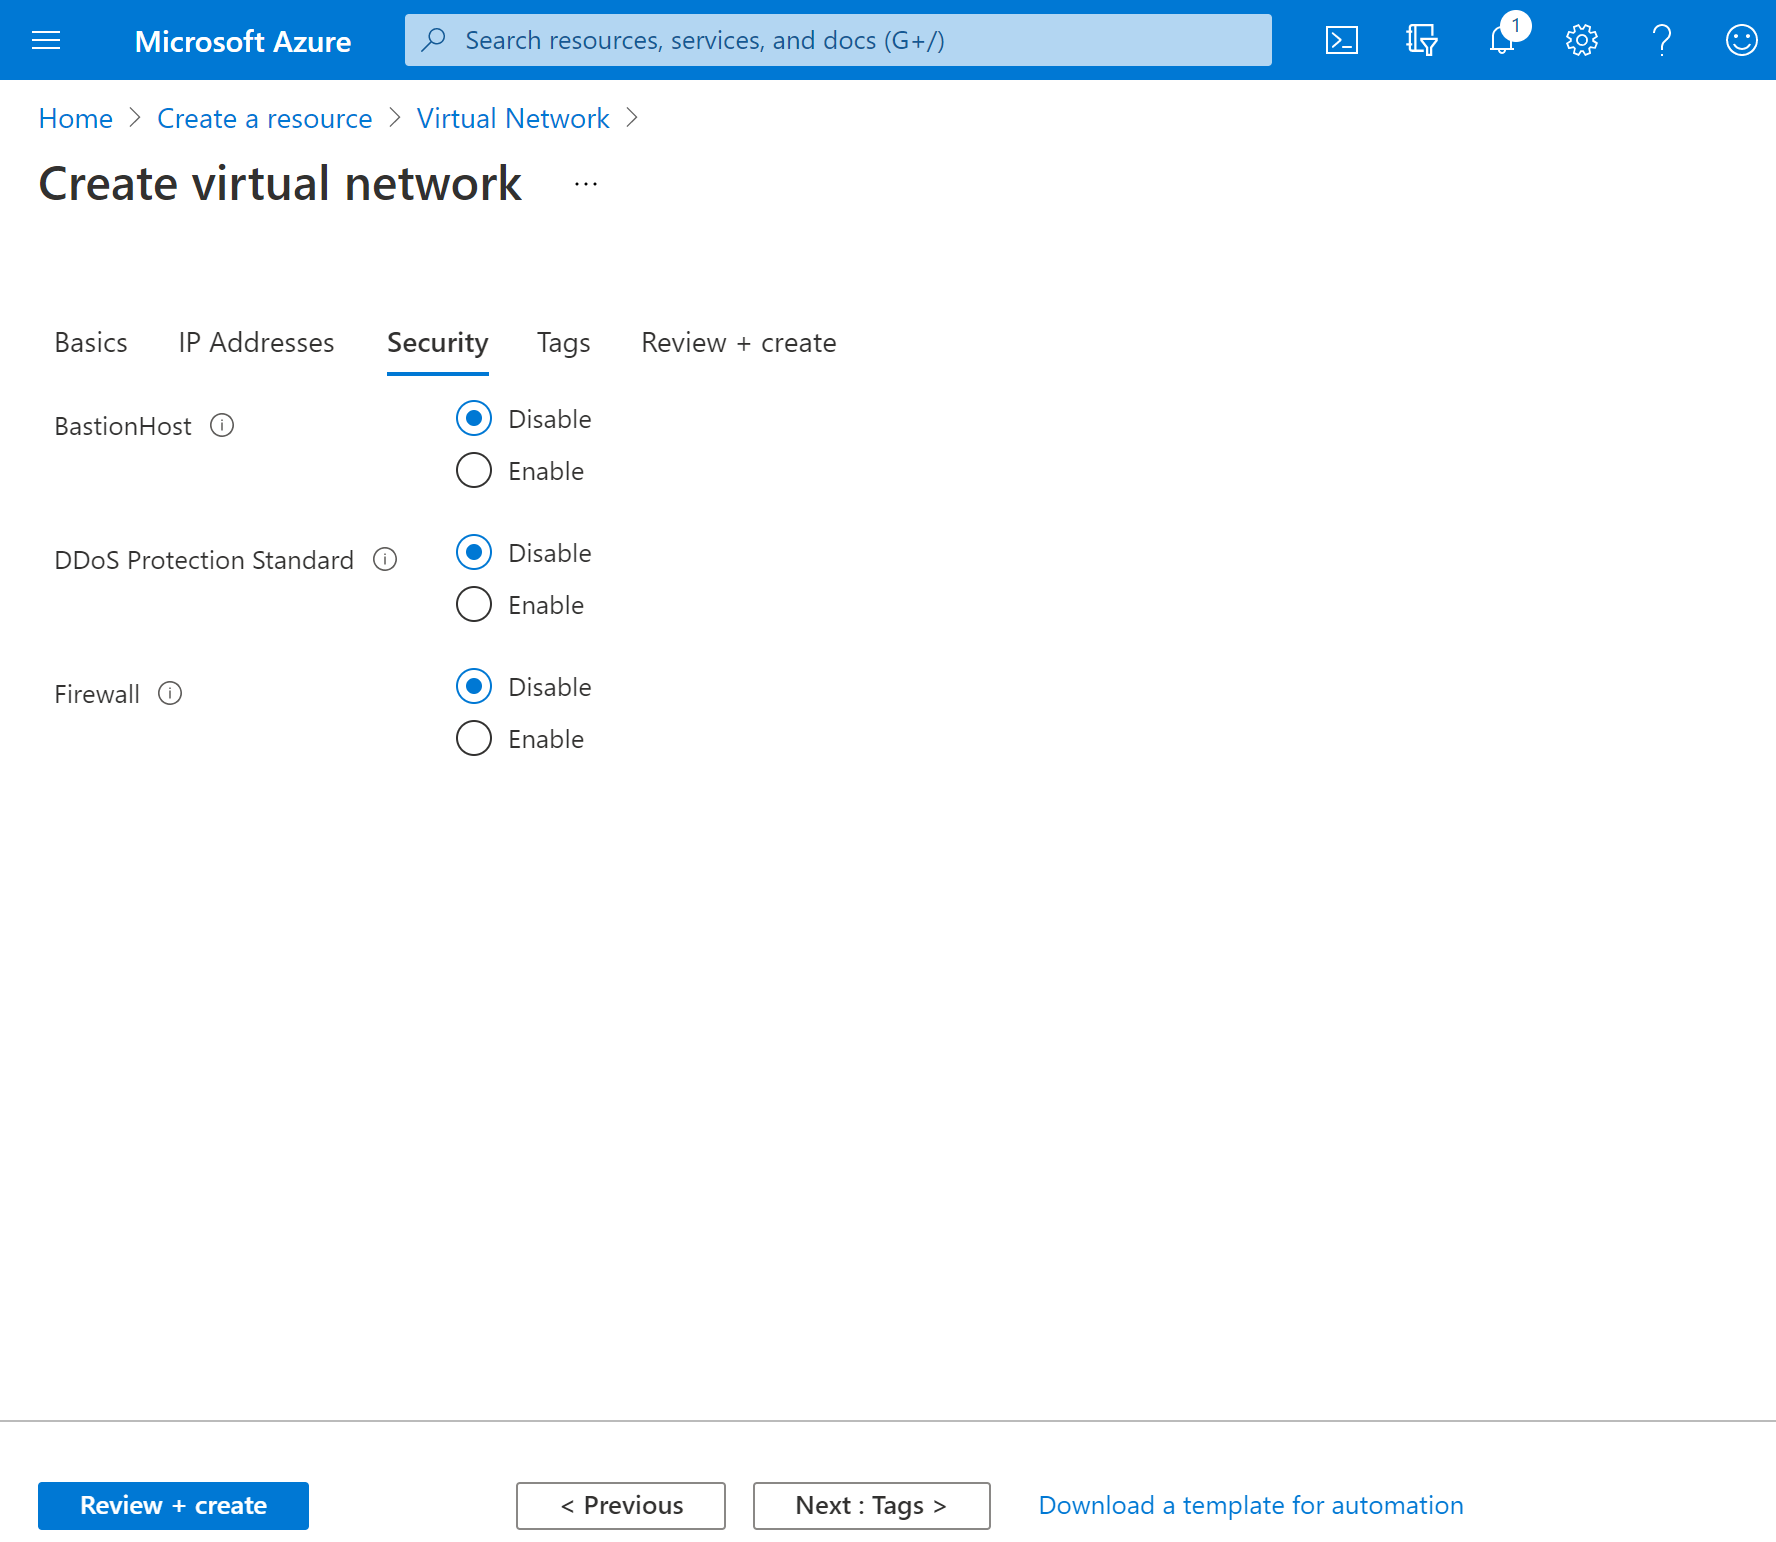 Microsoft Azure
Search resources, services, and docs (G+/)
1
Home > Create a resource > Virtual Network >
Create virtual network ...
Basics IP Addresses Security Tags Review + create
BastionHost
Disable
Enable
DDoS Protection Standard
Disable
Enable
Firewall
Disable
Enable
Review + create < Previous Next : Tags > Download a template for automation